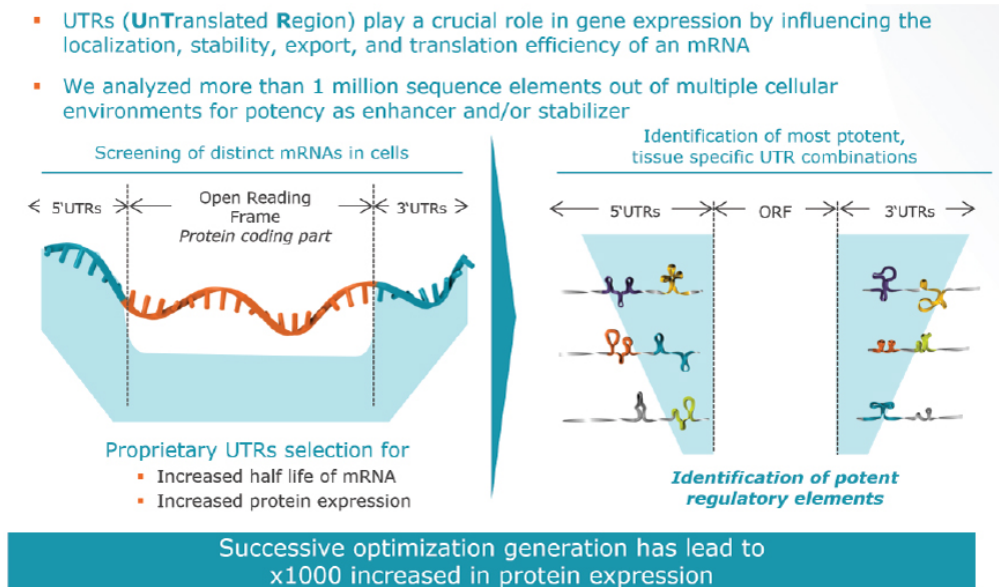 ▪ UTRs (UnTranslated Region) play a crucial role in gene expression by influencing the
localization, stability, export, and translation efficiency of an mRNA
▪ We analyzed more than 1 million sequence elements out of multiple cellular
environments for potency as enhancer and/or stabilizer
Screening of distinct mRNAs in cells
5'UTRs
Open Reading
Frame
Protein coding part
3'UTRs
Proprietary UTRs selection for
▪ Increased half life of mRNA
▪ Increased protein expression
Identification of most ptotent,
tissue specific UTR combinations
5'UTRs
ORF
3'UTRs
Identification of potent
regulatory elements
Successive optimization generation has lead to
x1000 increased in protein expression